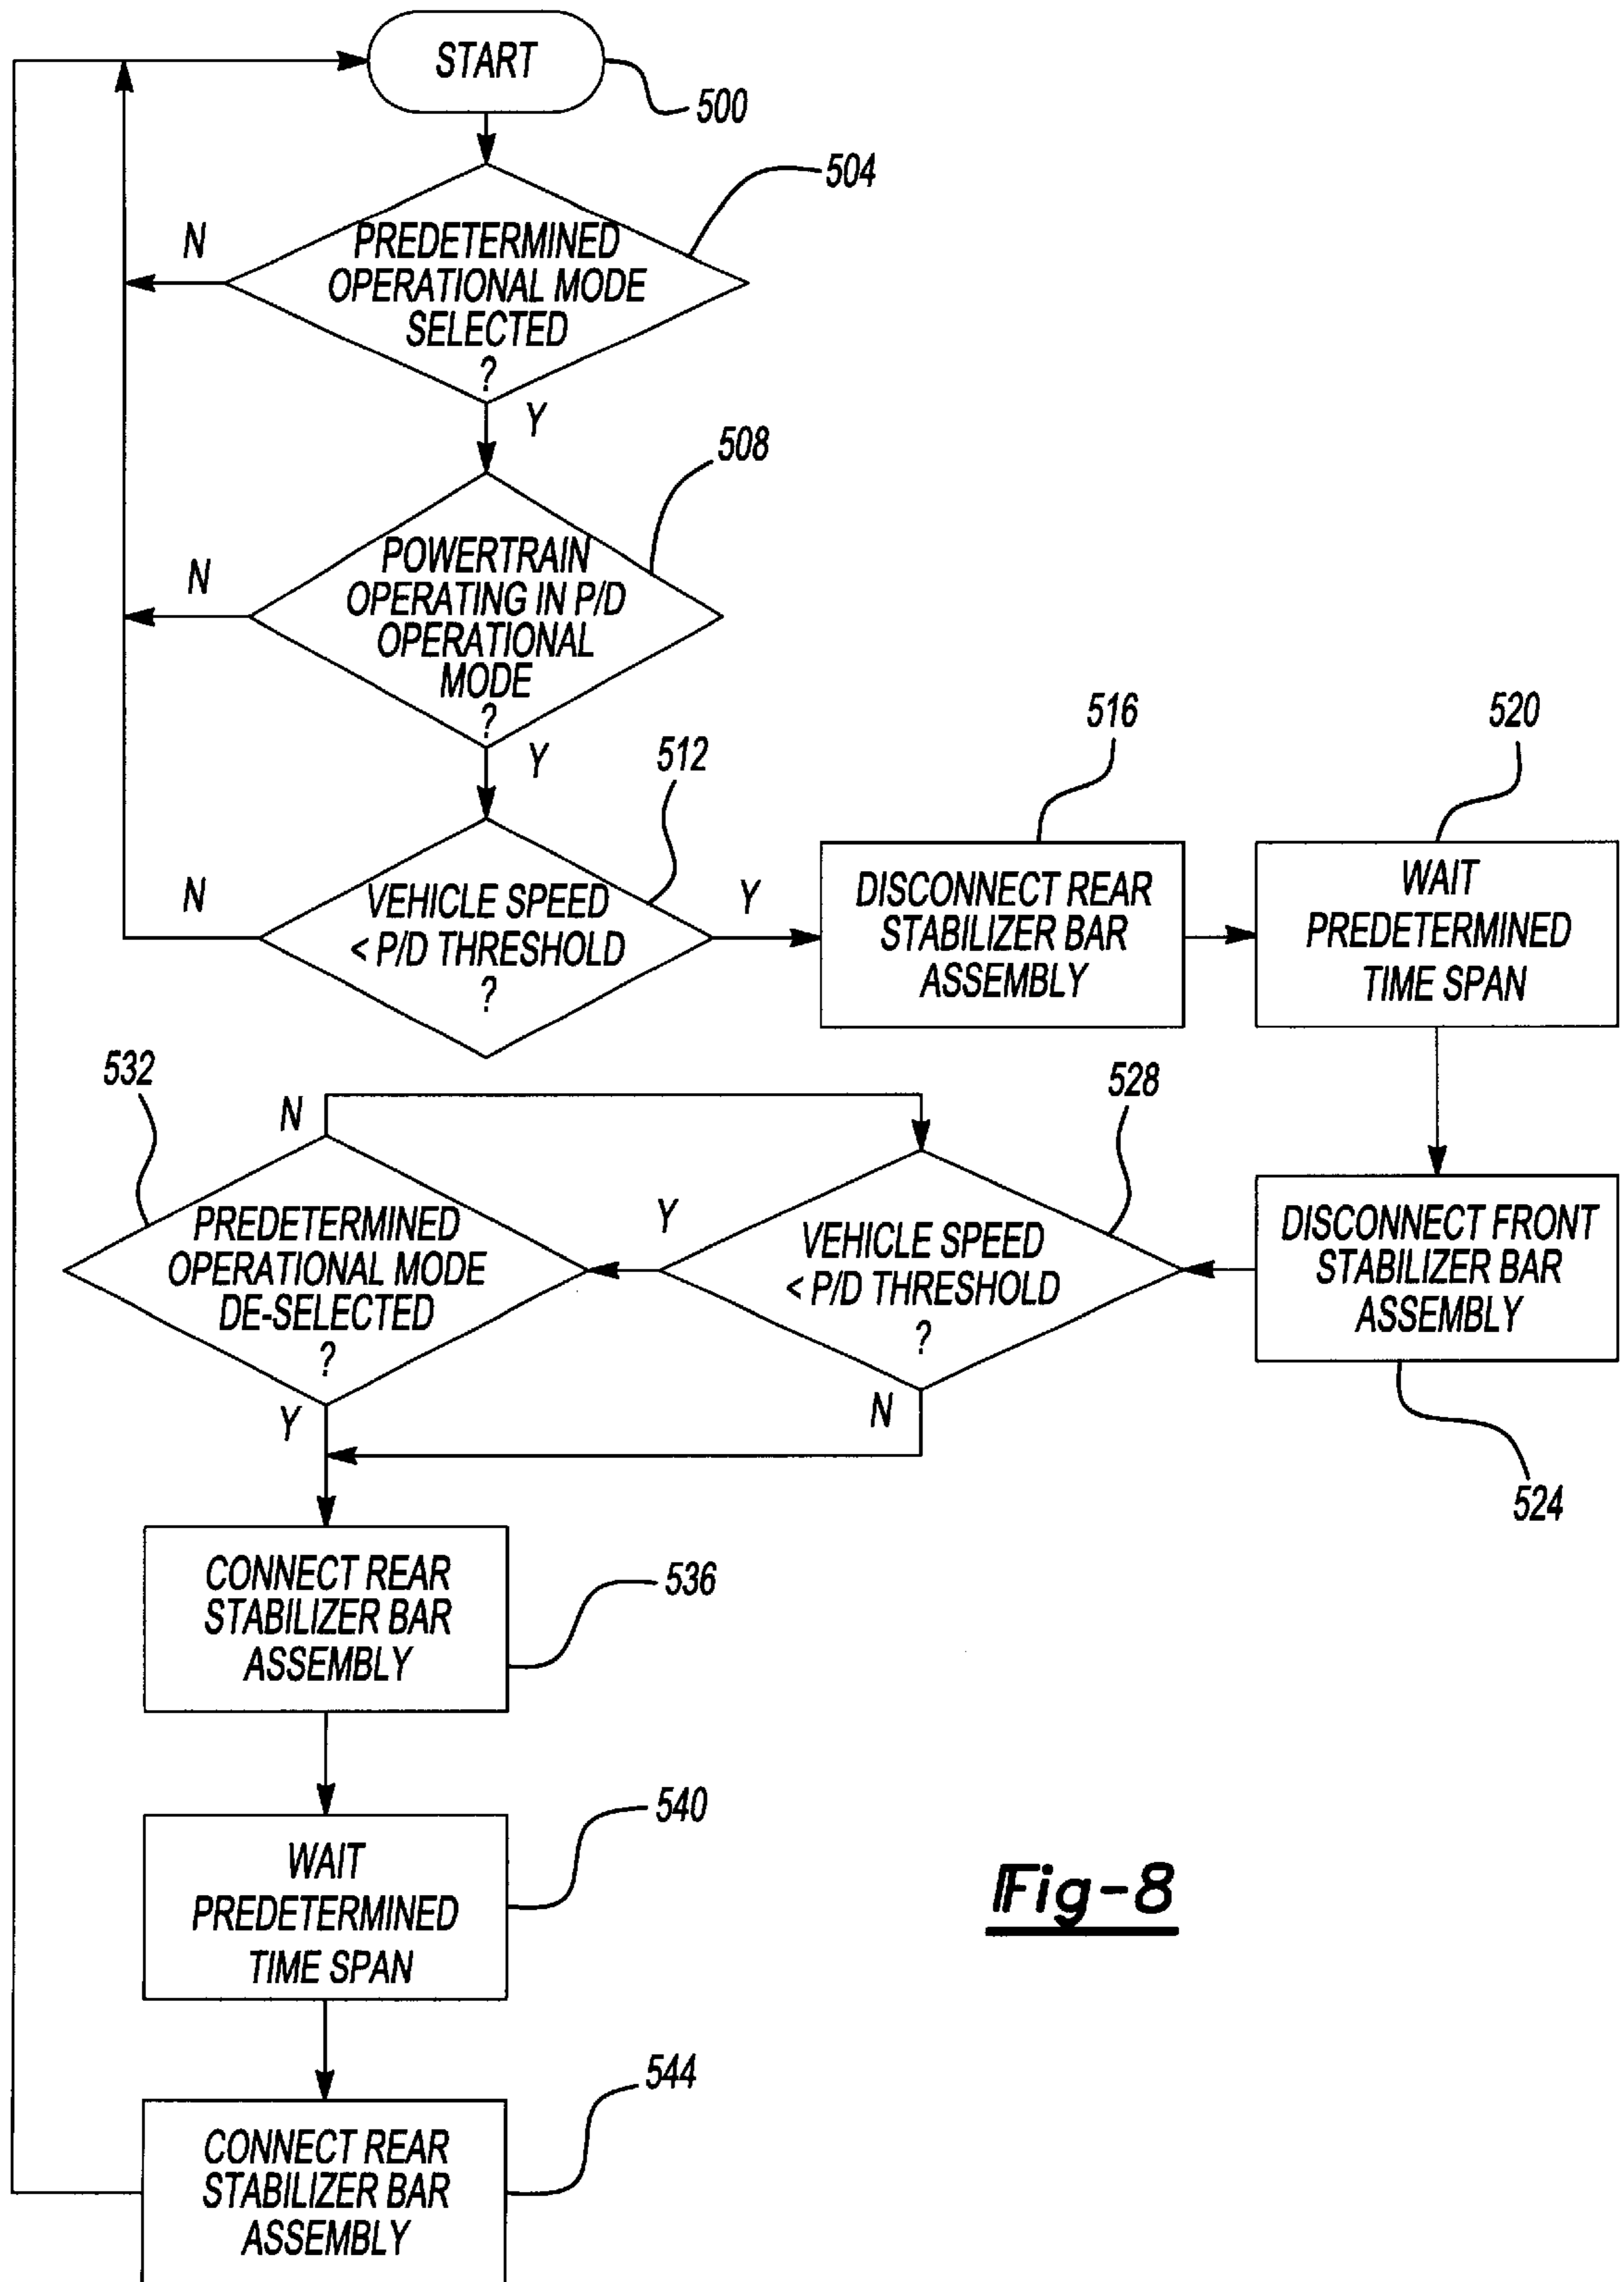 START
500
504
N
PREDETERMINED
OPERATIONAL MODE
SELECTED
?
Y
508
N
POWERTRAIN
OPERATING IN P/D
OPERATIONAL
MODE
?
Y
512
N
VEHICLE SPEED
< P/D THRESHOLD
?
Y
516
DISCONNECT REAR
STABILIZER BAR
ASSEMBLY
520
WAIT
PREDETERMINED
TIME SPAN
532
N
PREDETERMINED
OPERATIONAL MODE
DE-SELECTED
?
Y
528
Y
VEHICLE SPEED
< P/D THRESHOLD
?
N
DISCONNECT FRONT
STABILIZER BAR
ASSEMBLY
524
CONNECT REAR
STABILIZER BAR
ASSEMBLY
536
WAIT
PREDETERMINED
TIME SPAN
540
CONNECT REAR
STABILIZER BAR
ASSEMBLY
544
Fig-8